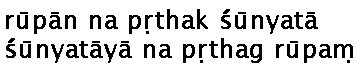 rūpān na pṛthak śūnyatā
śūnyatāyā na pṛthag rūpaṃ